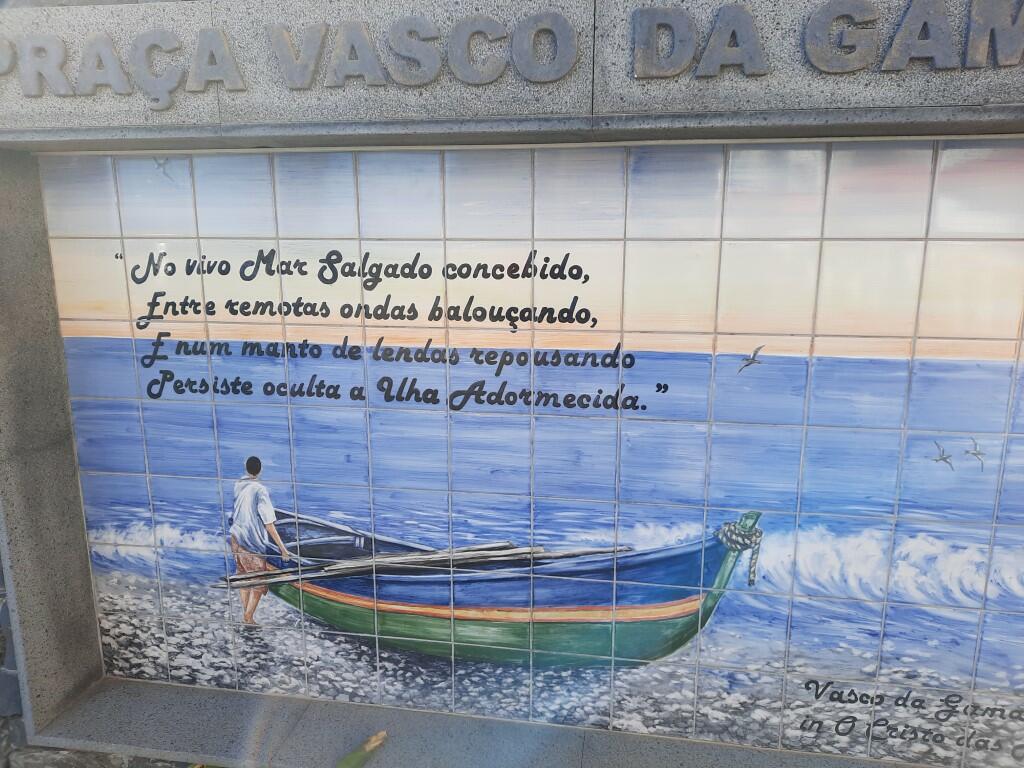 PRAÇA VASCO DA GAM
“No vivo Mar Salgado concebido,
Entre remotas ondas balouçando,
E num manto de lendas repousando
Persiste oculta a Ilha Adormecida.”
Vasco da Gama
in O Cristo das